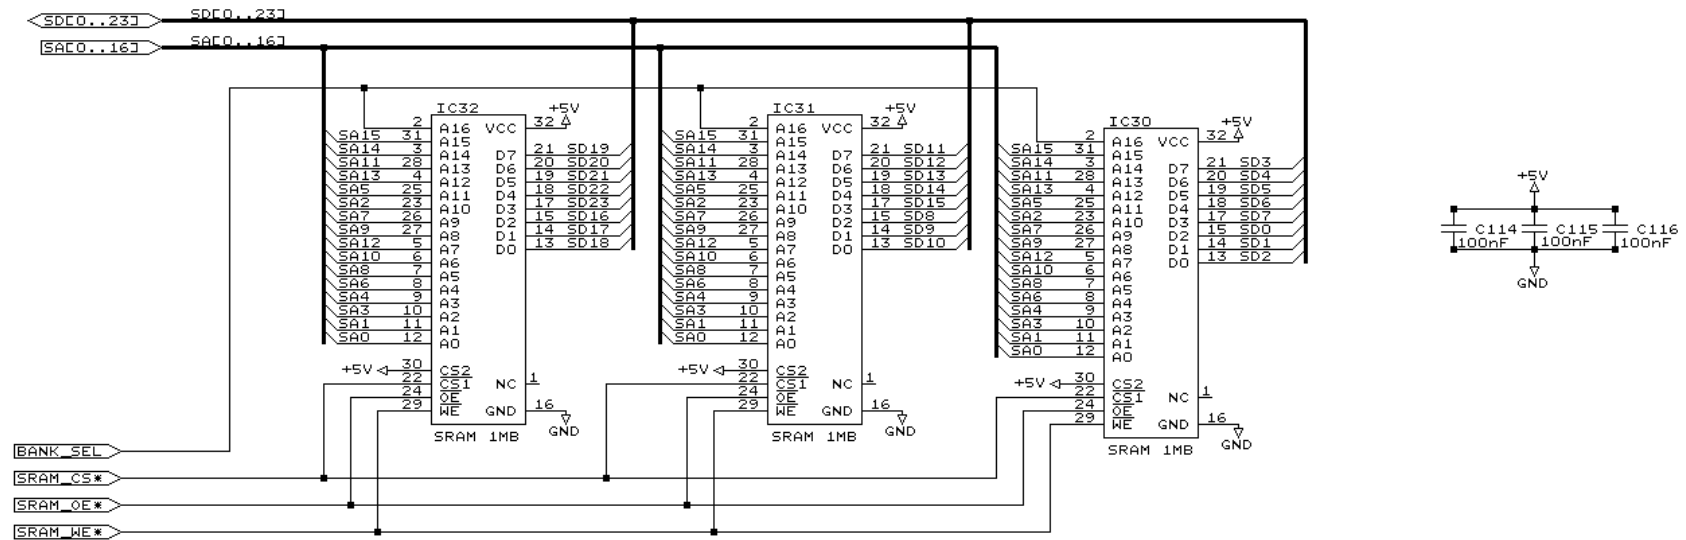 SD[0..23] SD[0..23]
SA[0..16] SA[0..16]
IC32 +5V
2 A16 VCC 32
SA15 31 A15
SA14 3 A14 D7 21 SD19
SA11 28 A13 D6 20 SD20
SA13 4 A12 D5 19 SD21
SA5 25 A11 D4 18 SD22
SA2 23 A10 D3 17 SD23
SA7 26 A9 D2 15 SD16
SA9 27 A8 D1 14 SD17
SA12 5 A7 D0 13 SD18
SA10 6 A6
SA8 7 A5
SA6 8 A4
SA4 9 A3
SA3 10 A2
SA1 11 A1
SA0 12 A0
+5V 30 CS2
22 CS1 NC 1
24 OE
29 WE GND 16
GND
SRAM 1MB
IC31 +5V
2 A16 VCC 32
SA15 31 A15
SA14 3 A14 D7 21 SD11
SA11 28 A13 D6 20 SD12
SA13 4 A12 D5 19 SD13
SA5 25 A11 D4 18 SD14
SA2 23 A10 D3 17 SD15
SA7 26 A9 D2 15 SD8
SA9 27 A8 D1 14 SD9
SA12 5 A7 D0 13 SD10
SA10 6 A6
SA8 7 A5
SA6 8 A4
SA4 9 A3
SA3 10 A2
SA1 11 A1
SA0 12 A0
+5V 30 CS2
22 CS1 NC 1
24 OE
29 WE GND 16
GND
SRAM 1MB
IC30 +5V
2 A16 VCC 32
SA15 31 A15
SA14 3 A14 D7 21 SD3
SA11 28 A13 D6 20 SD4
SA13 4 A12 D5 19 SD5
SA5 25 A11 D4 18 SD6
SA2 23 A10 D3 17 SD7
SA7 26 A9 D2 15 SD0
SA9 27 A8 D1 14 SD1
SA12 5 A7 D0 13 SD2
SA10 6 A6
SA8 7 A5
SA6 8 A4
SA4 9 A3
SA3 10 A2
SA1 11 A1
SA0 12 A0
+5V 30 CS2
22 CS1 NC 1
24 OE
29 WE GND 16
GND
SRAM 1MB
+5V
C114 C115 C116
100nF 100nF 100nF
GND
BANK_SEL
SRAM_CS*
SRAM_OE*
SRAM_WE*